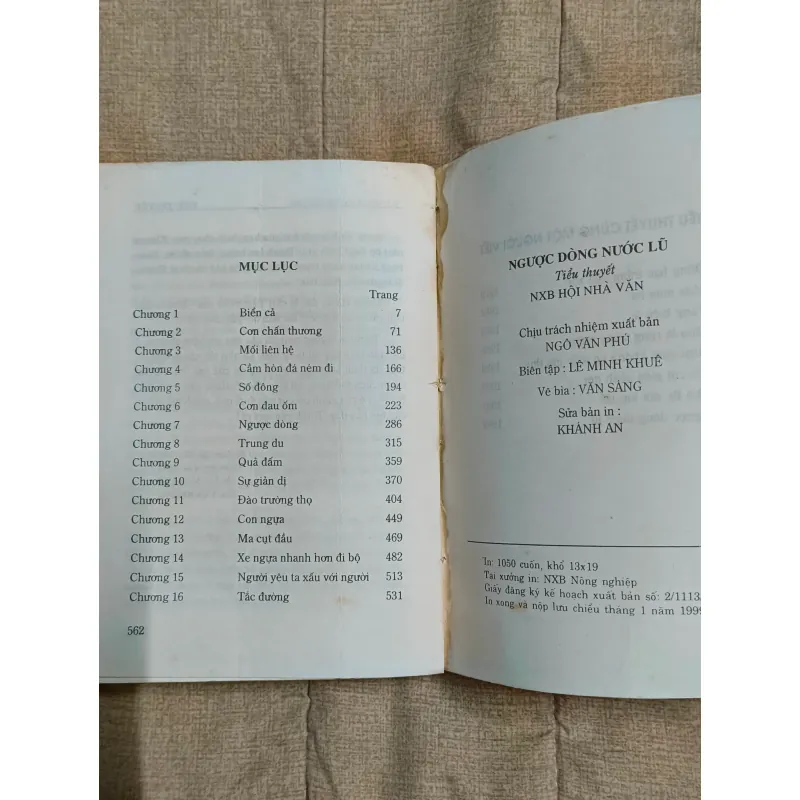 MỤC LỤC
Trang
Chương 1 Biển cả 7
Chương 2 Cơn chấn thương 71
Chương 3 Mối liên hệ 136
Chương 4 Cầm hòn đá ném đi 166
Chương 5 Số đông 194
Chương 6 Cơn đau ốm 223
Chương 7 Ngược dòng 286
Chương 8 Trung du 315
Chương 9 Quả đấm 359
Chương 10 Sự giản dị 370
Chương 11 Đào trường thọ 404
Chương 12 Con ngựa 449
Chương 13 Ma cụt đầu 469
Chương 14 Xe ngựa nhanh hơn đi bộ 482
Chương 15 Người yêu ta xấu với người 513
Chương 16 Tắc đường 531
562
NGƯỢC DÒNG NƯỚC LŨ
Tiểu thuyết
NXB HỘI NHÀ VĂN
Chịu trách nhiệm xuất bản
NGÔ VĂN PHÚ
Biên tập : LÊ MINH KHUÊ
Vẽ bìa : VĂN SÁNG
Sửa bản in :
KHÁNH AN
In: 1050 cuốn, khổ 13x19
Tại xưởng in: NXB Nông nghiệp
Giấy đăng ký kế hoạch xuất bản số: 2/1113/
In xong và nộp lưu chiểu tháng 1 năm 1999